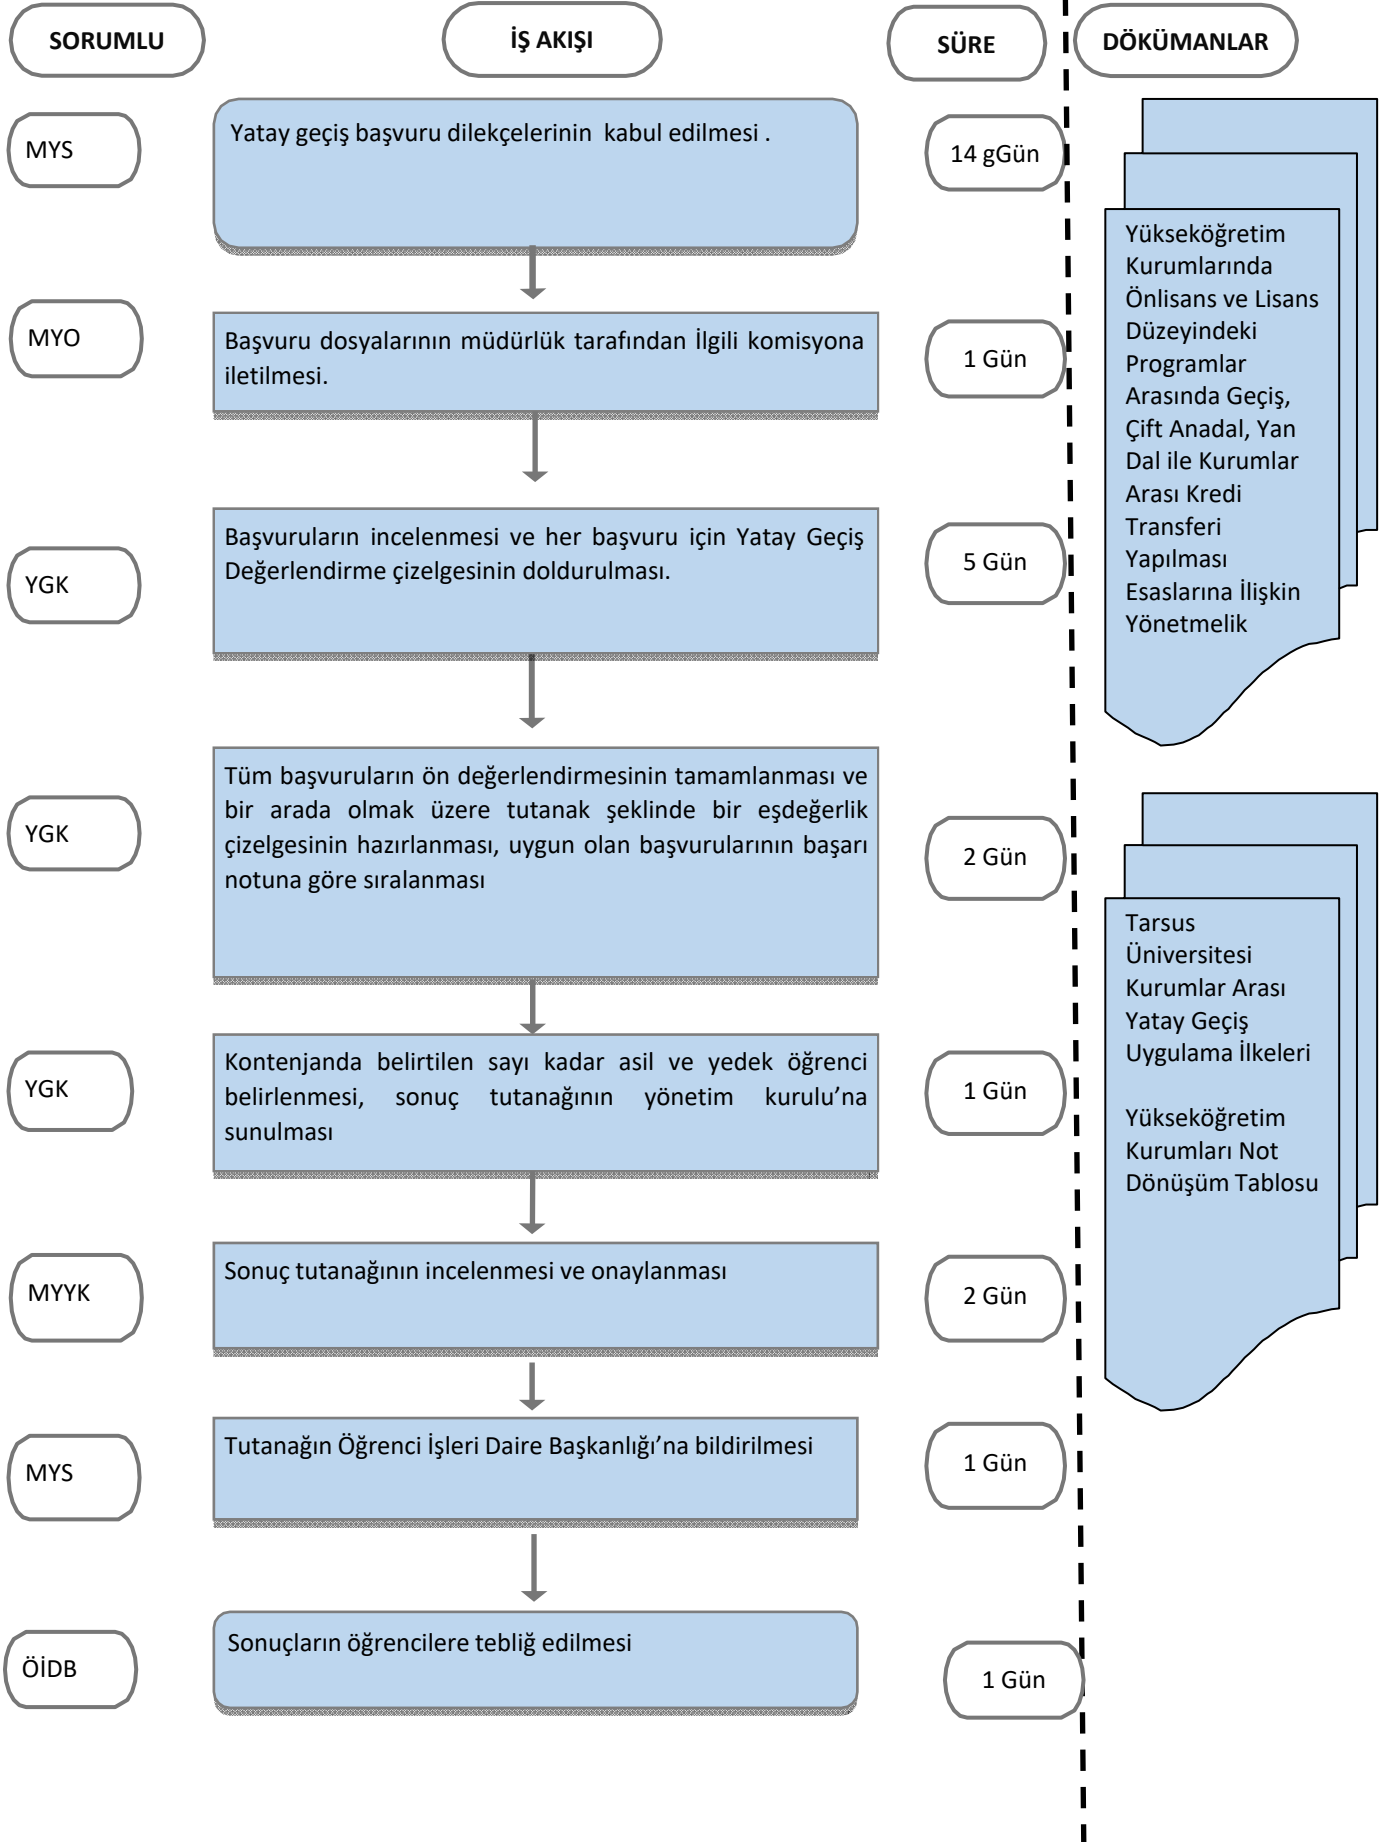 SORUMLU
İŞ AKIŞI
SÜRE
DÖKÜMANLAR
MYS
Yatay geçiş başvuru dilekçelerinin kabul edilmesi .
14 gGün
MYO
Başvuru dosyalarının müdürlük tarafından İlgili komisyona
iletilmesi.
1 Gün
YGK
Başvuruların incelenmesi ve her başvuru için Yatay Geçiş
Değerlendirme çizelgesinin doldurulması.
5 Gün
YGK
Tüm başvuruların ön değerlendirmesinin tamamlanması ve
bir arada olmak üzere tutanak şeklinde bir eşdeğerlik
çizelgesinin hazırlanması, uygun olan başvurularının başarı
notuna göre sıralanması
2 Gün
YGK
Kontenjanda belirtilen sayı kadar asil ve yedek öğrenci
belirlenmesi, sonuç tutanağının yönetim kurulu’na
sunulması
1 Gün
MYYK
Sonuç tutanağının incelenmesi ve onaylanması
2 Gün
MYS
Tutanağın Öğrenci İşleri Daire Başkanlığı’na bildirilmesi
1 Gün
ÖİDB
Sonuçların öğrencilere tebliğ edilmesi
1 Gün
Yükseköğretim
Kurumlarında
Önlisans ve Lisans
Düzeyindeki
Programlar
Arasında Geçiş,
Çift Anadal, Yan
Dal ile Kurumlar
Arası Kredi
Transferi
Yapılması
Esaslarına İlişkin
Yönetmelik
Tarsus
Üniversitesi
Kurumlar Arası
Yatay Geçiş
Uygulama İlkeleri
Yükseköğretim
Kurumları Not
Dönüşüm Tablosu